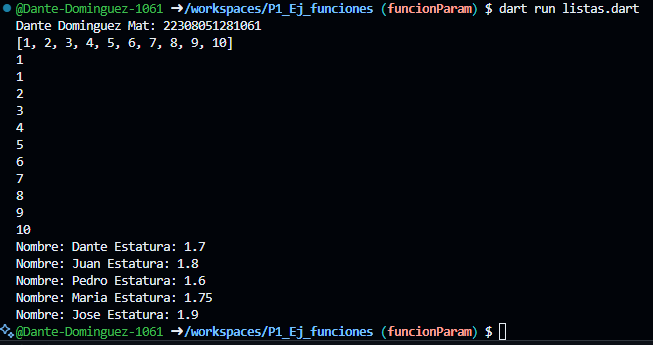 @Dante-Dominguez-1061 ➜/workspaces/P1_Ej_funciones (funcionParam) $ dart run listas.dart
Dante Dominguez Mat: 22308051281061
[1, 2, 3, 4, 5, 6, 7, 8, 9, 10]
1
1
2
3
4
5
6
7
8
9
10
Nombre: Dante Estatura: 1.7
Nombre: Juan Estatura: 1.8
Nombre: Pedro Estatura: 1.6
Nombre: Maria Estatura: 1.75
Nombre: Jose Estatura: 1.9
@Dante-Dominguez-1061 ➜/workspaces/P1_Ej_funciones (funcionParam) $